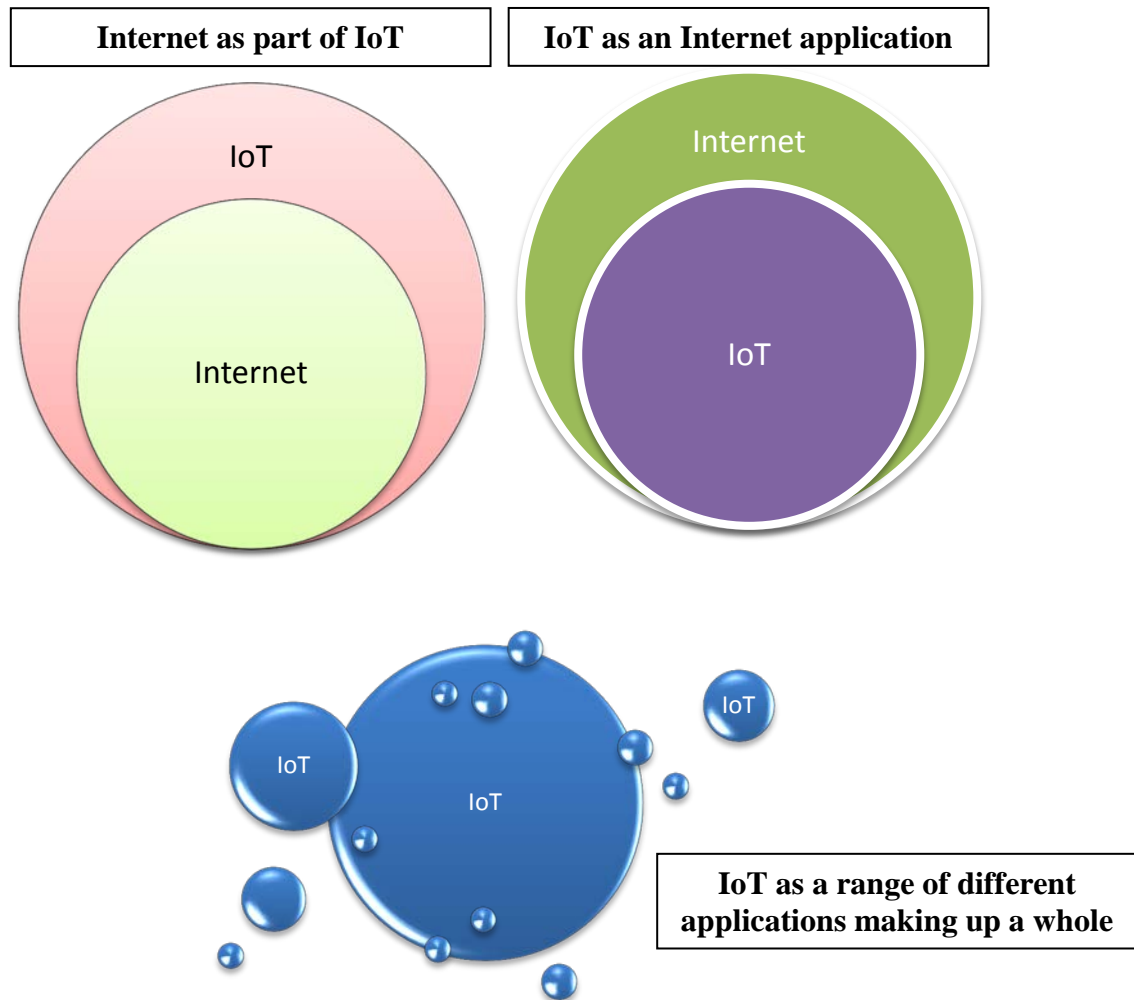 Internet as part of IoT
IoT as an Internet application
IoT
Internet
Internet
IoT
IoT
IoT
IoT
IoT as a range of different
applications making up a whole